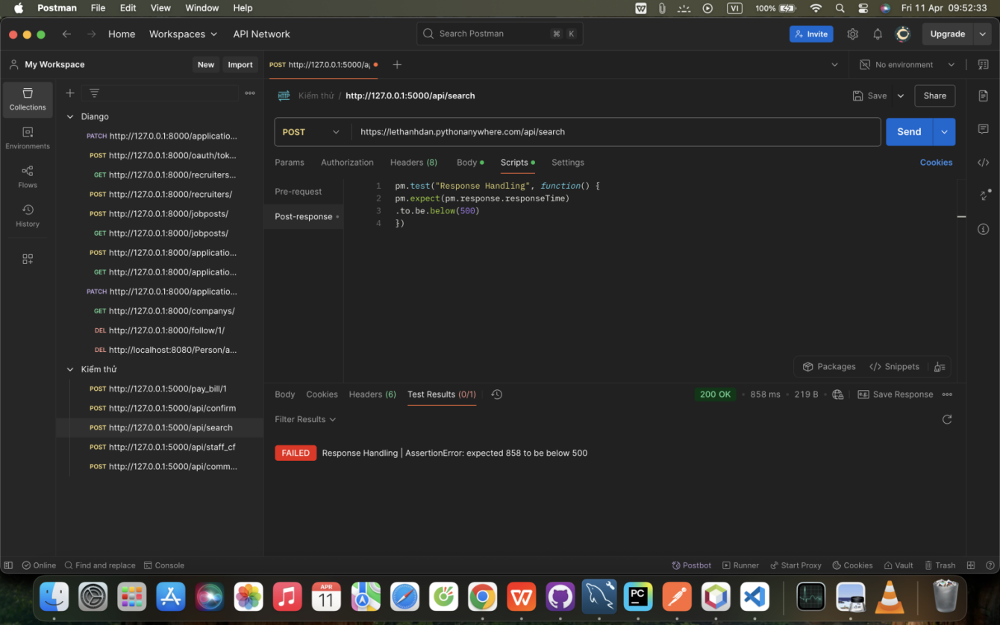 Postman File Edit View Window Help VI 100% Fri 11 Apr 09:52:33
Home Workspaces API Network Search Postman ⌘ K Invite Upgrade
My Workspace New Import POST http://127.0.0.1:5000/a No environment
Collections
Environments
Flows
History
Diango
PATCH http://127.0.0.1:8000/applicatio...
POST http://127.0.0.1:8000/oauth/tok...
GET http://127.0.0.1:8000/recruiters...
POST http://127.0.0.1:8000/recruiters/
POST http://127.0.0.1:8000/jobposts/
GET http://127.0.0.1:8000/jobposts/
POST http://127.0.0.1:8000/applicatio...
GET http://127.0.0.1:8000/applicatio...
PATCH http://127.0.0.1:8000/applicatio...
GET http://127.0.0.1:8000/companys/
DEL http://127.0.0.1:8000/follow/1/
DEL http://localhost:8080/Person/a...
Kiểm thử
POST http://127.0.0.1:5000/pay_bill/1
POST http://127.0.0.1:5000/api/confirm
POST http://127.0.0.1:5000/api/search
POST http://127.0.0.1:5000/api/staff_cf
POST http://127.0.0.1:5000/api/comm...
HTTP Kiểm thử / http://127.0.0.1:5000/api/search Save Share
POST https://lethanhdan.pythonanywhere.com/api/search Send
Params Authorization Headers (8) Body Scripts Settings Cookies
Pre-request
Post-response
1 pm.test("Response Handling", function() {
2 pm.expect(pm.response.responseTime)
3 .to.be.below(500)
4 })
Packages </> Snippets
Body Cookies Headers (6) Test Results (0/1) 200 OK • 858 ms • 219 B • e.g. Save Response
Filter Results
FAILED Response Handling | AssertionError: expected 858 to be below 500
Online Find and replace Console Postbot Runner Start Proxy Cookies Vault Trash
APR
11
PC